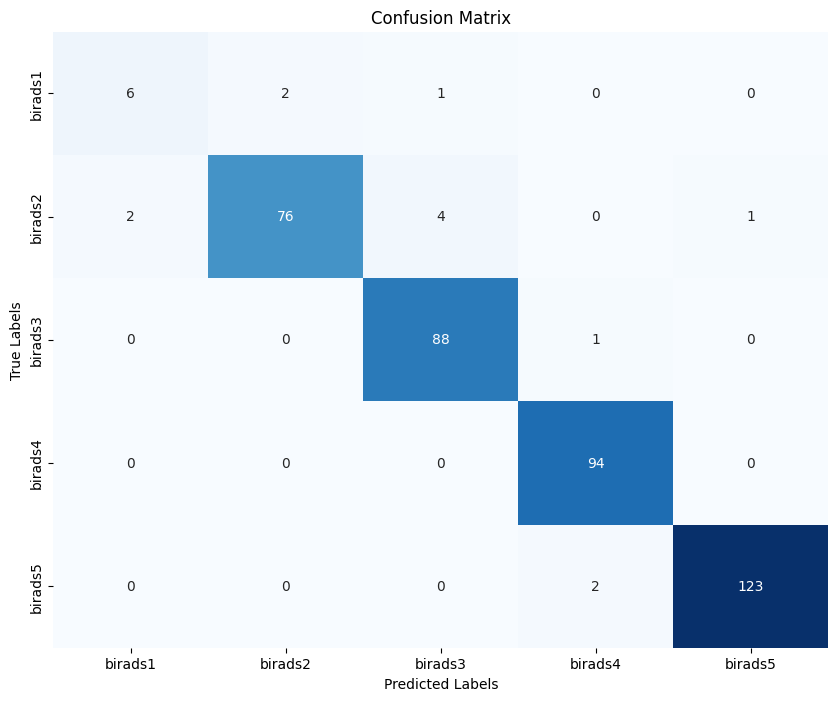 Confusion Matrix
True Labels
birads1
6 2 1 0 0
birads2
2 76 4 0 1
birads3
0 0 88 1 0
birads4
0 0 0 94 0
birads5
0 0 0 2 123
birads1 birads2 birads3 birads4 birads5
Predicted Labels